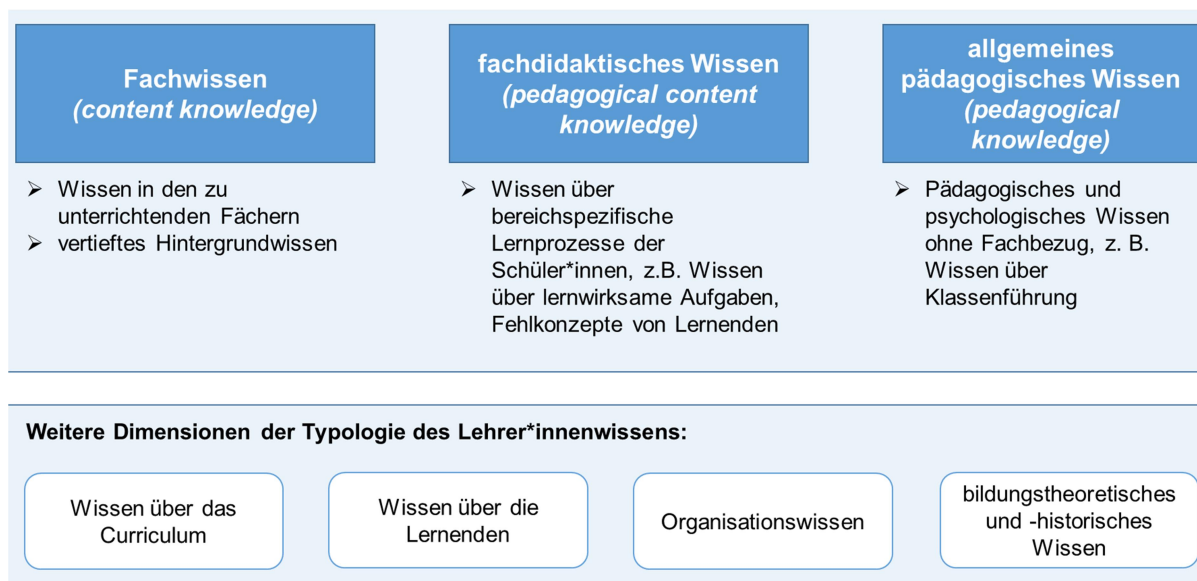 Fachwissen
(content knowledge)
➢ Wissen in den zu
unterrichtenden Fächern
➢ vertieftes Hintergrundwissen
fachdidaktisches Wissen
(pedagogical content
knowledge)
➢ Wissen über
bereichspezifische
Lernprozesse der
Schüler*innen, z.B. Wissen
über lernwirksame Aufgaben,
Fehlkonzepte von Lernenden
allgemeines
pädagogisches Wissen
(pedagogical
knowledge)
➢ Pädagogisches und
psychologisches Wissen
ohne Fachbezug, z. B.
Wissen über
Klassenführung
Weitere Dimensionen der Typologie des Lehrer*innenwissens:
Wissen über das
Curriculum
Wissen über die
Lernenden
Organisationswissen
bildungstheoretisches
und -historisches
Wissen